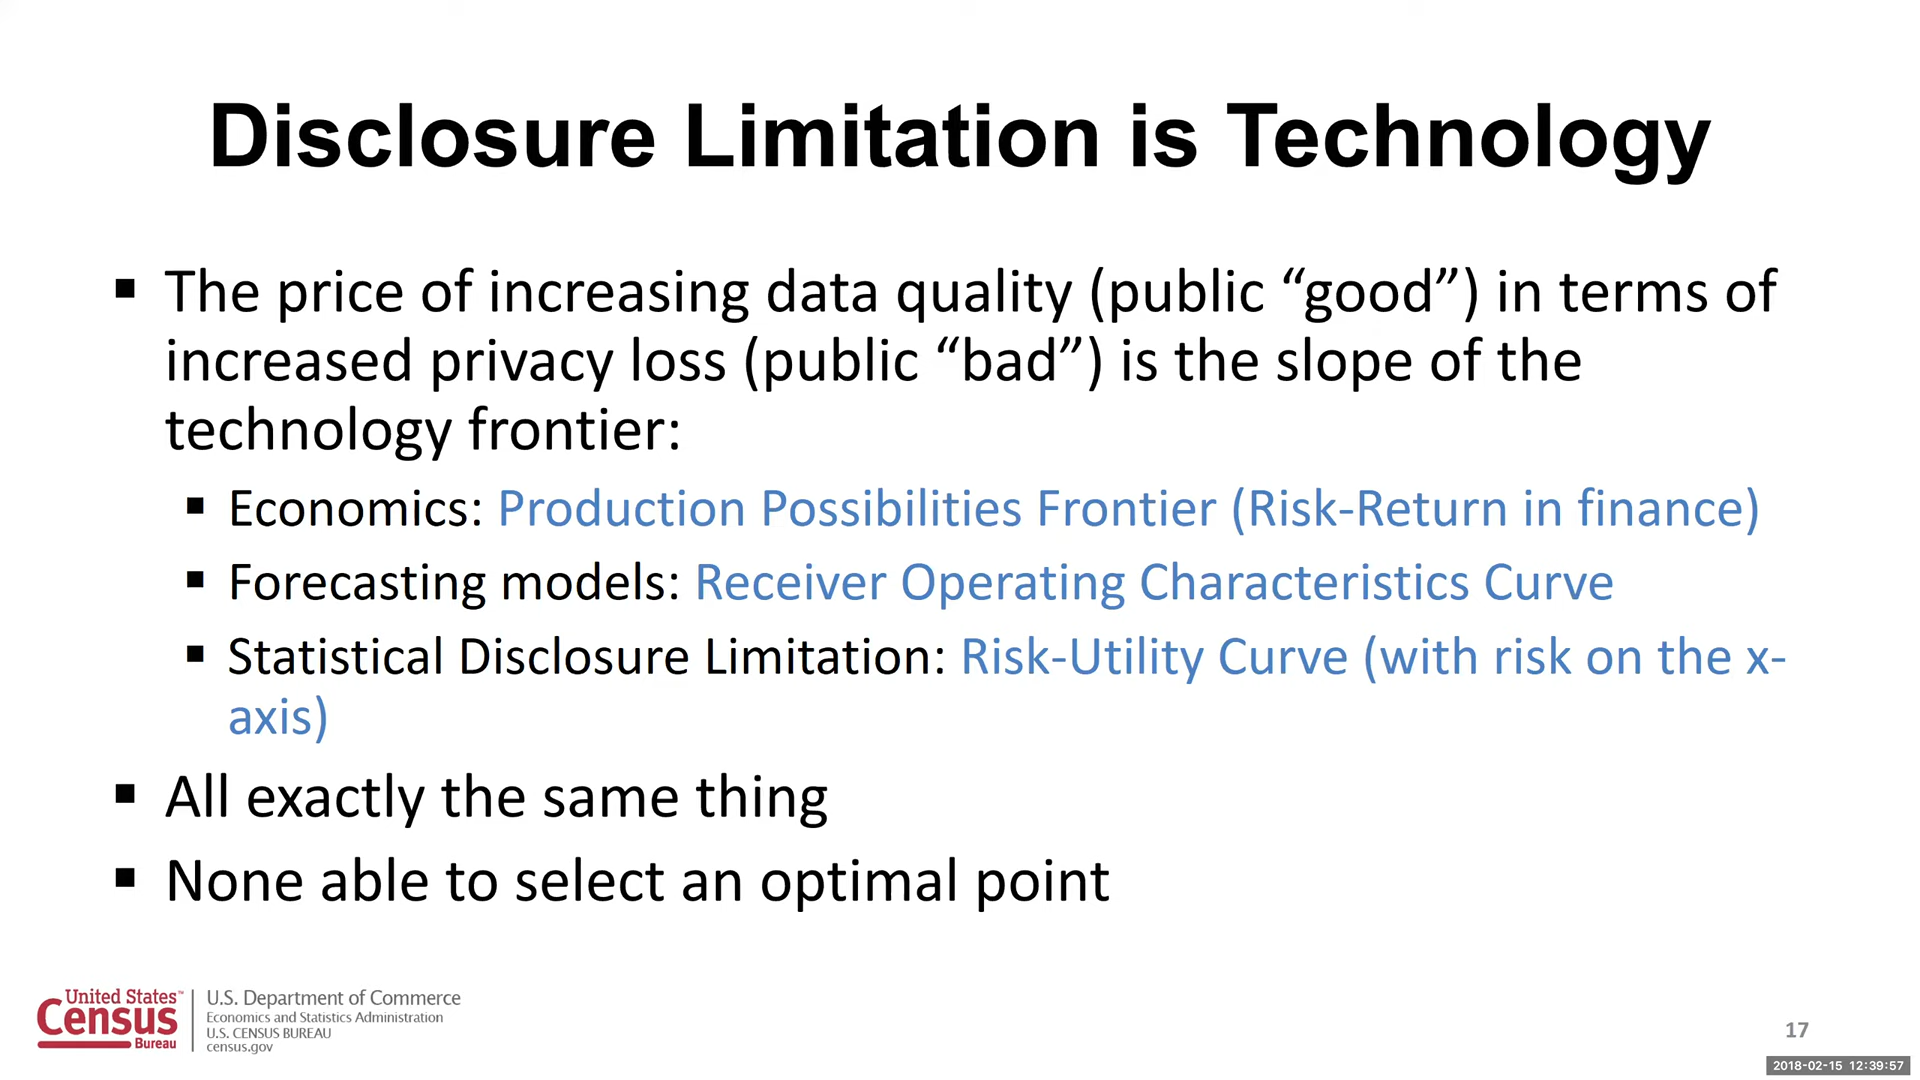 Disclosure Limitation is Technology
▪ The price of increasing data quality (public “good”) in terms of
increased privacy loss (public “bad”) is the slope of the
technology frontier:
▪ Economics: Production Possibilities Frontier (Risk-Return in finance)
▪ Forecasting models: Receiver Operating Characteristics Curve
▪ Statistical Disclosure Limitation: Risk-Utility Curve (with risk on the x-
axis)
▪ All exactly the same thing
▪ None able to select an optimal point
United States™
Census
Bureau
U.S. Department of Commerce
Economics and Statistics Administration
U.S. CENSUS BUREAU
census.gov
17
2018-02-15 12:39:57